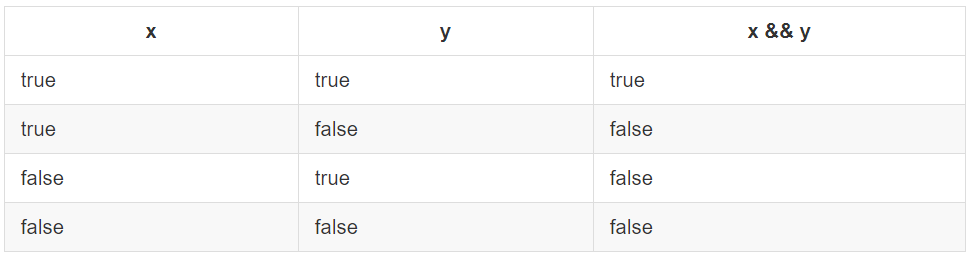 x y x && y
true true true
true false false
false true false
false false false